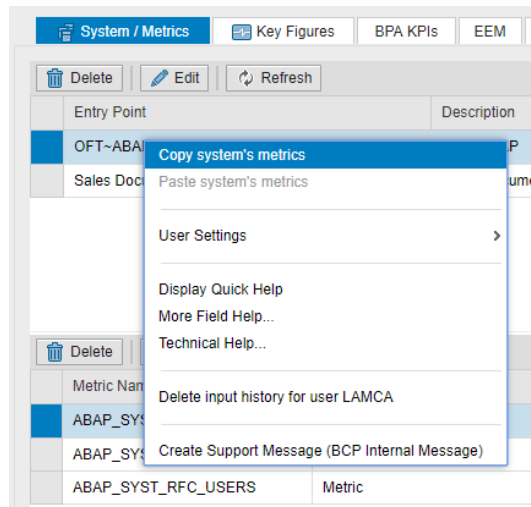 System / Metrics Key Figures BPA KPIs EEM
Delete Edit Refresh
Entry Point Description
OFT~ABA
Copy system's metrics
Sales Doc
Paste system's metrics
User Settings
Display Quick Help
More Field Help...
Technical Help...
Delete
Metric Nam
Delete input history for user LAMCA
ABAP_SYS
ABAP_SYS
Create Support Message (BCP Internal Message)
ABAP_SYST_RFC_USERS Metric